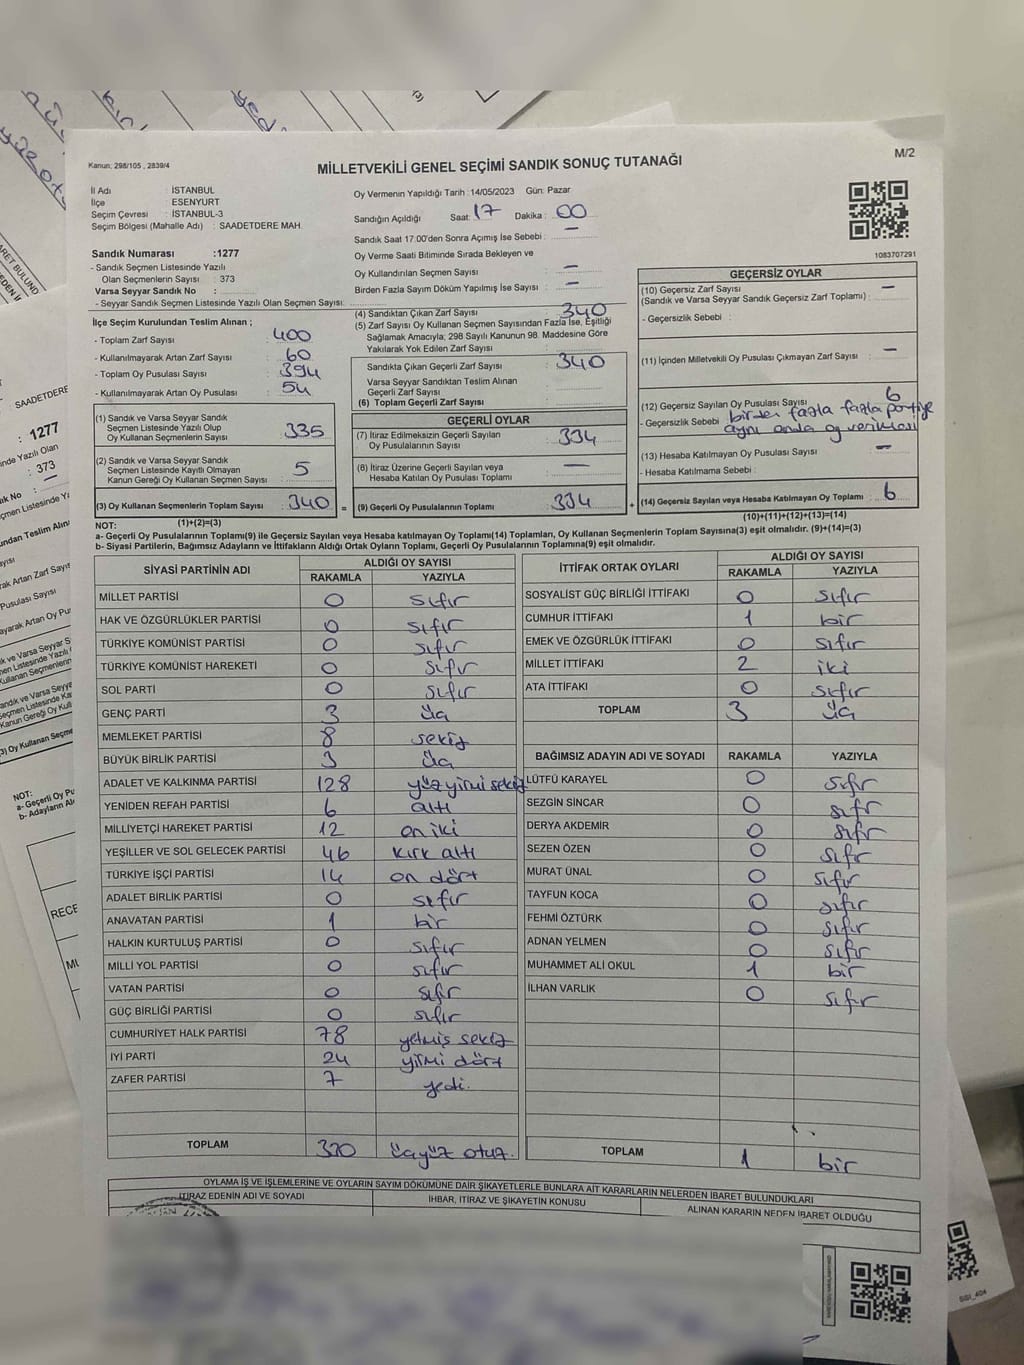 Kanun; 298/105 , 2839/4
MİLLETVEKİLİ GENEL SEÇİMİ SANDIK SONUÇ TUTANAĞI
M/2
İl Adı : İSTANBUL
İlçe : ESENYURT
Seçim Çevresi : İSTANBUL-3
Seçim Bölgesi (Mahalle Adı) : SAADETDERE MAH.
Oy Vermenin Yapıldığı Tarih : 14/05/2023 Gün: Pazar
Sandığın Açıldığı Saat: 17 Dakika : 00
Sandık Saat 17:00'den Sonra Açılmış İse Sebebi : —
Oy Verme Saati Bitiminde Sırada Bekleyen ve
Oy Kullandırılan Seçmen Sayısı : —
Birden Fazla Sayım Döküm Yapılmış İse Sayısı : —
1083707291
Sandık Numarası :1277
- Sandık Seçmen Listesinde Yazılı
Olan Seçmenlerin Sayısı : 373
Varsa Seyyar Sandık No :
- Seyyar Sandık Seçmen Listesinde Yazılı Olan Seçmen Sayısı:
İlçe Seçim Kurulundan Teslim Alınan ;
- Toplam Zarf Sayısı : 400
- Kullanılmayarak Artan Zarf Sayısı : 60
- Toplam Oy Pusulası Sayısı : 394
- Kullanılmayarak Artan Oy Pusulası : 54
(1) Sandık ve Varsa Seyyar Sandık
Seçmen Listesinde Yazılı Olup
Oy Kullanan Seçmenlerin Sayısı : 335
(2) Sandık ve Varsa Seyyar Sandık
Seçmen Listesinde Kayıtlı Olmayan
Kanun Gereği Oy Kullanan Seçmen Sayısı : 5
(3) Oy Kullanan Seçmenlerin Toplam Sayısı : 340
(1)+(2)=(3)
(4) Sandıktan Çıkan Zarf Sayısı : 340
(5) Zarf Sayısı Oy Kullanan Seçmen Sayısından Fazla İse, Eşitliği
Sağlamak Amacıyla; 298 Sayılı Kanunun 98. Maddesine Göre
Yakılarak Yok Edilen Zarf Sayısı :
Sandıkta Çıkan Geçerli Zarf Sayısı : 340
Varsa Seyyar Sandıktan Teslim Alınan
Geçerli Zarf Sayısı :
(6) Toplam Geçerli Zarf Sayısı :
GEÇERLİ OYLAR
(7) İtiraz Edilmeksizin Geçerli Sayılan
Oy Pusulasının Sayısı : 334
(8) İtiraz Üzerine Geçerli Sayılan veya
Hesaba Katılan Oy Pusulası Toplamı : —
= (9) Geçerli Oy Pusulalarının Toplamı : 334
GEÇERSİZ OYLAR
(10) Geçersiz Zarf Sayısı : —
(Sandık ve Varsa Seyyar Sandık Geçersiz Zarf Toplamı) :
- Geçersizlik Sebebi :
(11) İçinden Milletvekili Oy Pusulası Çıkmayan Zarf Sayısı : —
(12) Geçersiz Sayılan Oy Pusulası Sayısı : 6
- Geçersizlik Sebebi : birden fazla fazla partiye
aynı anda oy verilmesi
(13) Hesaba Katılmayan Oy Pusulası Sayısı : —
- Hesaba Katılmama Sebebi :
+ (14) Geçersiz Sayılan veya Hesaba Katılmayan Oy Toplamı : 6
(10)+(11)+(12)+(13)=(14)
NOT:
a- Geçerli Oy Pusulalarının Toplamı(9) ile Geçersiz Sayılan veya Hesaba katılmayan Oy Toplamı(14) Toplamları, Oy Kullanan Seçmenlerin Toplam Sayısına(3) eşit olmalıdır. (9)+(14)=(3)
b- Siyasi Partilerin, Bağımsız Adayların ve İttifakların Aldığı Ortak Oyların Toplamı, Geçerli Oy Pusulalarının Toplamına(9) eşit olmalıdır.
SİYASİ PARTİNİN ADI ALDIĞI OY SAYISI
RAKAMLA YAZIYLA
MİLLET PARTİSİ 0 sıfır
HAK VE ÖZGÜRLÜKLER PARTİSİ 0 sıfır
TÜRKİYE KOMÜNİST PARTİSİ 0 sıfır
TÜRKİYE KOMÜNİST HAREKETİ 0 sıfır
SOL PARTİ 0 sıfır
GENÇ PARTİ 3 üç
MEMLEKET PARTİSİ 8 sekiz
BÜYÜK BİRLİK PARTİSİ 3 üç
ADALET VE KALKINMA PARTİSİ 128 yüz yirmi sekiz
YENİDEN REFAH PARTİSİ 6 altı
MİLLİYETÇİ HAREKET PARTİSİ 12 on iki
YEŞİLLER VE SOL GELECEK PARTİSİ 46 kırk altı
TÜRKİYE İŞÇİ PARTİSİ 14 on dört
ADALET BİRLİK PARTİSİ 0 sıfır
ANAVATAN PARTİSİ 1 bir
HALKIN KURTULUŞ PARTİSİ 0 sıfır
MİLLİ YOL PARTİSİ 0 sıfır
VATAN PARTİSİ 0 sıfır
GÜÇ BİRLİĞİ PARTİSİ 0 sıfır
CUMHURİYET HALK PARTİSİ 78 yetmiş sekiz
İYİ PARTİ 24 yirmi dört
ZAFER PARTİSİ 7 yedi.
TOPLAM 330 üçyüz otuz.
İTTİFAK ORTAK OYLARI ALDIĞI OY SAYISI
RAKAMLA YAZIYLA
SOSYALİST GÜÇ BİRLİĞİ İTTİFAKI 0 sıfır
CUMHUR İTTİFAKI 1 bir
EMEK VE ÖZGÜRLÜK İTTİFAKI 0 sıfır
MİLLET İTTİFAKI 2 iki
ATA İTTİFAKI 0 sıfır
TOPLAM 3 üç
BAĞIMSIZ ADAYIN ADI VE SOYADI RAKAMLA YAZIYLA
LÜTFÜ KARAYEL 0 sıfır
SEZGİN SİNCAR 0 sıfır
DERYA AKDEMİR 0 sıfır
SEZEN ÖZEN 0 sıfır
MURAT ÜNAL 0 sıfır
TAYFUN KOCA 0 sıfır
FEHMİ ÖZTÜRK 0 sıfır
ADNAN YELMEN 0 sıfır
MUHAMMET ALİ OKUL 1 bir
İLHAN VARLIK 0 sıfır
TOPLAM 1 bir
OYLAMA İŞ VE İŞLEMLERİNE VE OYLARIN SAYIM DÖKÜMÜNE DAİR ŞİKAYETLERLE BUNLARA AİT KARARLARIN NELERDEN İBARET BULUNDUKLARI
İTİRAZ EDENİN ADI VE SOYADI
İHBAR, İTİRAZ VE ŞİKAYETİN KONUSU
ALINAN KARARIN NEDEN İBARET OLDUĞU
SAADETDERE
: 1277
: 373
NOT:
a- Geçerli Oy Pu
b- Adayların Al
RECE